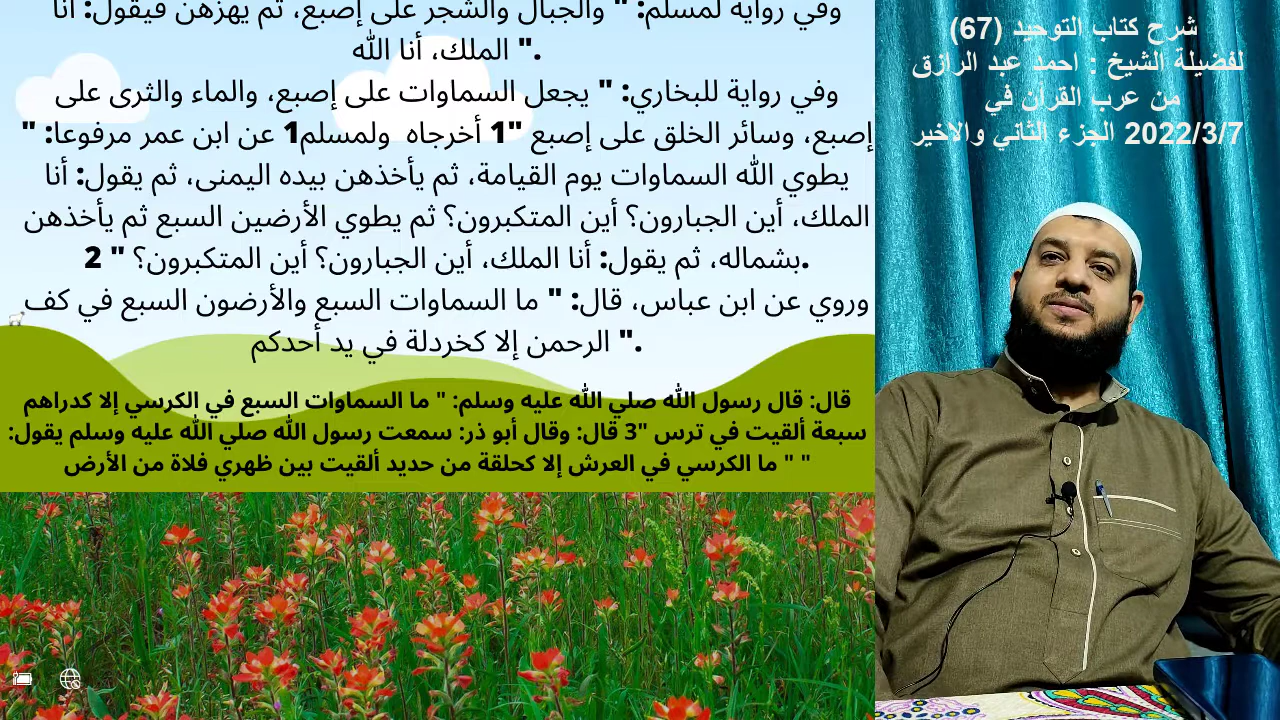 وفي رواية لمسلم: " والجبال والشجر على إصبع، ثم يهزهن فيقول: أنا
الملك، أنا الله ".
وفي رواية للبخاري: " يجعل السماوات على إصبع، والماء والثرى على
إصبع، وسائر الخلق على إصبع "1 أخرجاه ولمسلم1 عن ابن عمر مرفوعا: "
يطوي الله السماوات يوم القيامة، ثم يأخذهن بيده اليمنى، ثم يقول: أنا
الملك، أين الجبارون؟ أين المتكبرون؟ ثم يطوي الأرضين السبع ثم يأخذهن
بشماله، ثم يقول: أنا الملك، أين الجبارون؟ أين المتكبرون؟ " 2.
وروي عن ابن عباس، قال: " ما السماوات السبع والأرضون السبع في كف
الرحمن إلا كخردلة في يد أحدكم ".
قال: قال رسول الله صلي الله عليه وسلم: " ما السماوات السبع في الكرسي إلا كدراهم
سبعة ألقيت في ترس "3 قال: وقال أبو ذر: سمعت رسول الله صلي الله عليه وسلم يقول:
" " ما الكرسي في العرش إلا كحلقة من حديد ألقيت بين ظهري فلاة من الأرض
شرح كتاب التوحيد (67)
لفضيلة الشيخ : احمد عبد الرازق
من عرب القران في
2022/3/7 الجزء الثاني والاخير